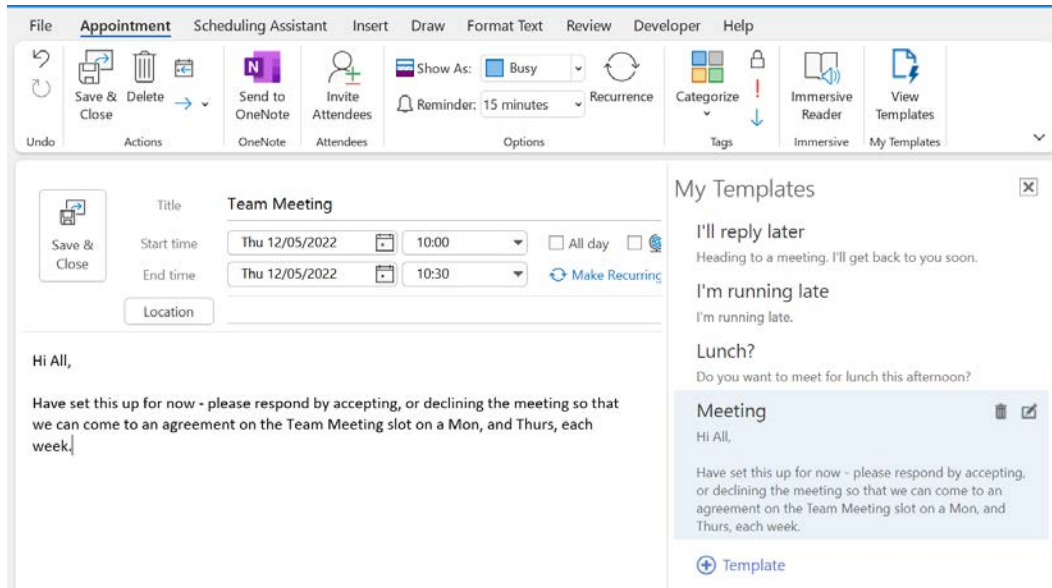 File Appointment Scheduling Assistant Insert Draw Format Text Review Developer Help
Save & Close
Delete
Send to OneNote
Invite Attendees
Show As: Busy
Reminder: 15 minutes
Recurrence
Categorize
Immersive Reader
View Templates
Undo Actions OneNote Attendees Options Tags Immersive My Templates
Save & Close
Title Team Meeting
Start time Thu 12/05/2022 10:00 All day
End time Thu 12/05/2022 10:30 Make Recurring
Location
Hi All,
Have set this up for now - please respond by accepting, or declining the meeting so that
we can come to an agreement on the Team Meeting slot on a Mon, and Thurs, each
week.
My Templates
I'll reply later
Heading to a meeting. I'll get back to you soon.
I'm running late
I'm running late.
Lunch?
Do you want to meet for lunch this afternoon?
Meeting
Hi All,
Have set this up for now - please respond by accepting,
or declining the meeting so that we can come to an
agreement on the Team Meeting slot on a Mon, and
Thurs, each week.
Template